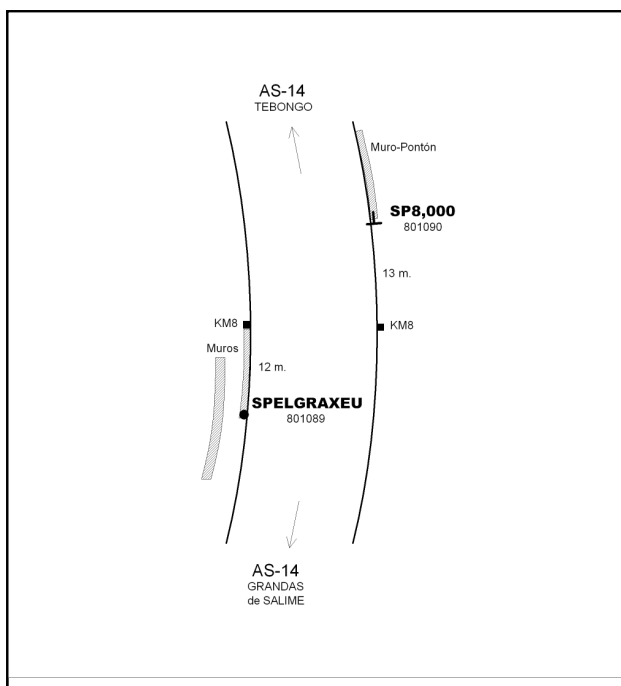 AS-14
TEBONGO
Muro-Pontón
SP8,000
801090
13 m.
KM8
KM8
Muros
12 m.
SPELGRAXEU
801089
AS-14
GRANDAS
de SALIME